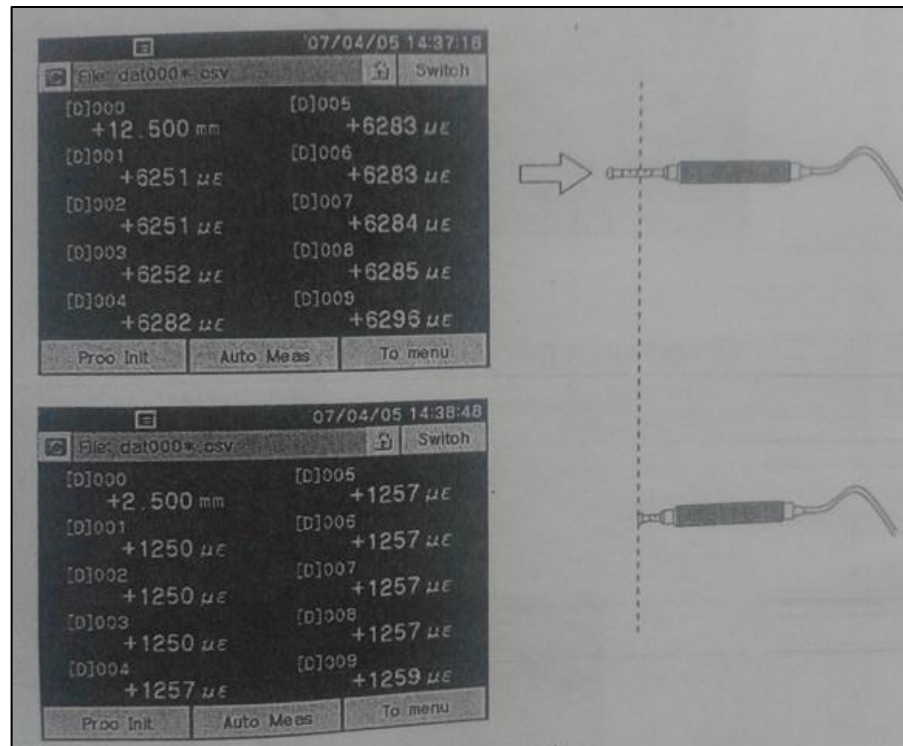 '07/04/05 14:37:18
File: dat000*.csv Switch
[D]000
+12.500 mm
[D]001
+6251 με
[D]002
+6251 με
[D]003
+6252 με
[D]004
+6282 με
[D]005
+6283 με
[D]006
+6283 με
[D]007
+6284 με
[D]008
+6285 με
[D]009
+6296 με
Proo Init Auto Meas To menu
07/04/05 14:38:48
File: dat000*.csv Switch
[D]000
+2.500 mm
[D]001
+1250 με
[D]002
+1250 με
[D]003
+1250 με
[D]004
+1257 με
[D]005
+1257 με
[D]006
+1257 με
[D]007
+1257 με
[D]008
+1257 με
[D]009
+1259 με
Proo Init Auto Meas To menu